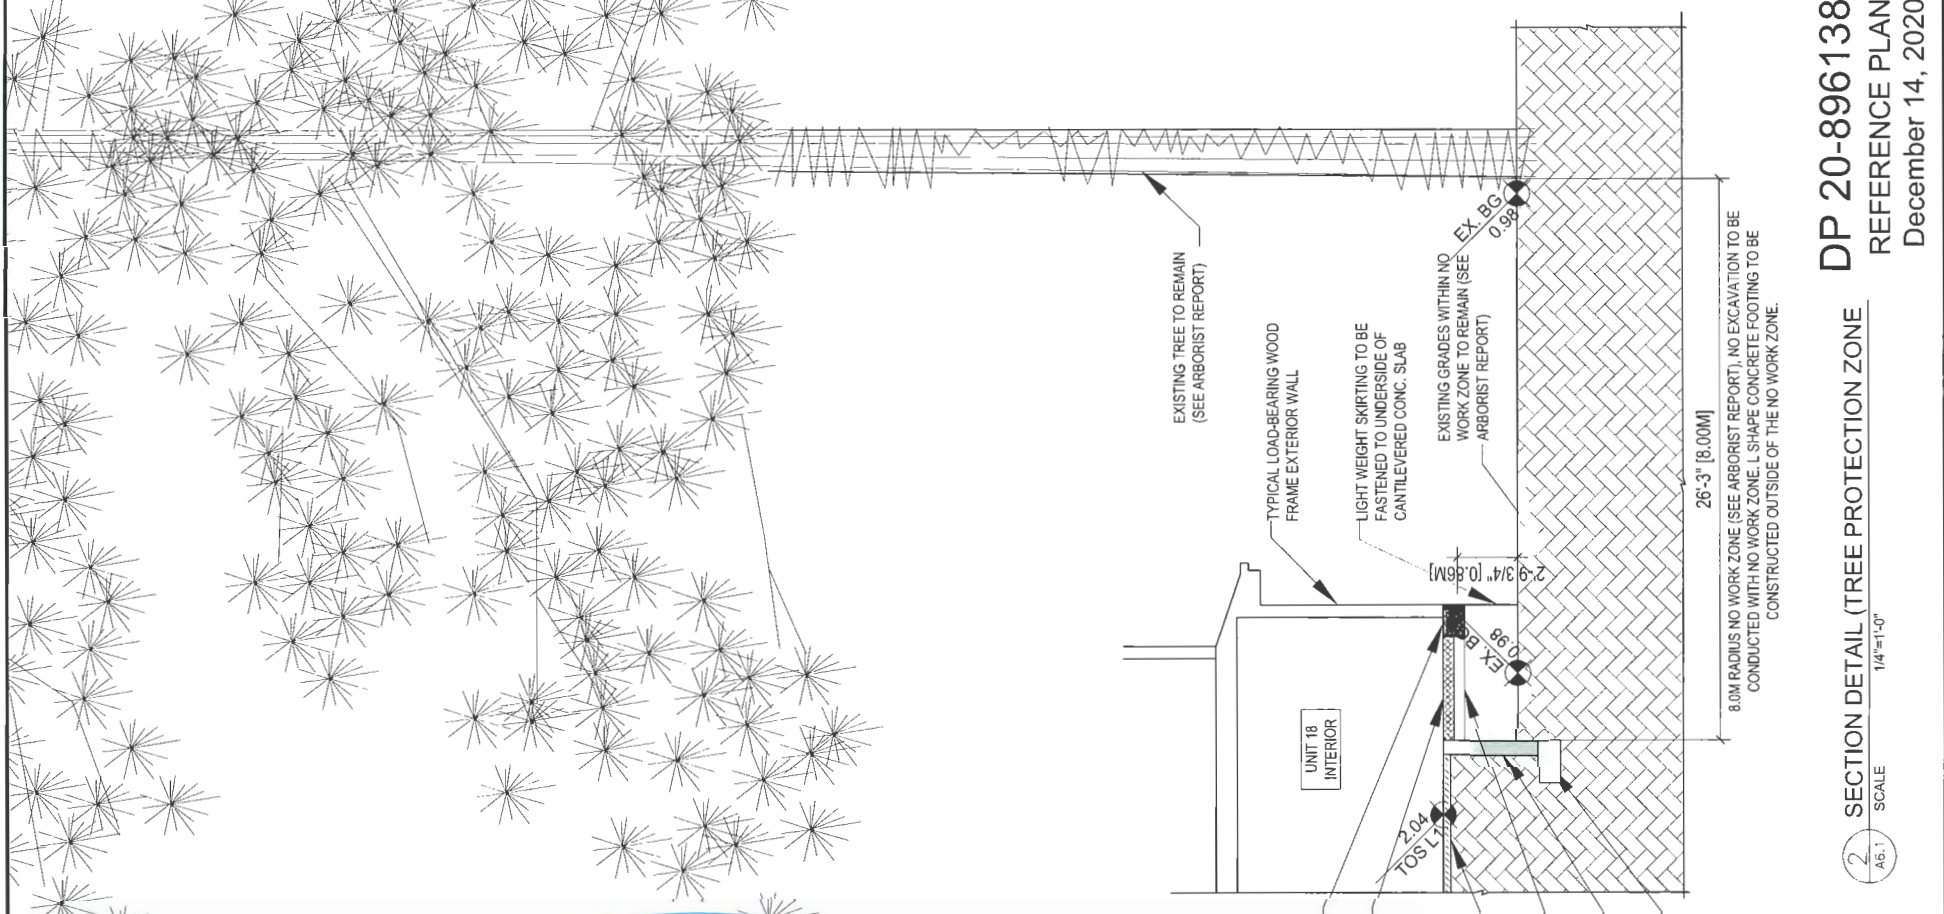 DP 20-896138
REFERENCE PLAN
December 14, 2020
EXISTING TREE TO REMAIN
(SEE ARBORIST REPORT)
TYPICAL LOAD-BEARING WOOD
FRAME EXTERIOR WALL
LIGHT WEIGHT SKIRTING TO BE
FASTENED TO UNDERSIDE OF
CANTILEVERED CONC. SLAB
EXISTING GRADES WITHIN NO
WORK ZONE TO REMAIN (SEE
ARBORIST REPORT)
EX. BG
0.98
2'-9 3/4" [0.86M]
EX. BG
0.98
UNIT 18
INTERIOR
2.04
TOS L1
26'-3" [8.00M]
8.0M RADIUS NO WORK ZONE (SEE ARBORIST REPORT), NO EXCAVATION TO BE
CONDUCTED WITH NO WORK ZONE. L SHAPE CONCRETE FOOTING TO BE
CONSTRUCTED OUTSIDE OF THE NO WORK ZONE.
2
A6.1
SECTION DETAIL (TREE PROTECTION ZONE
SCALE 1/4"=1'-0"